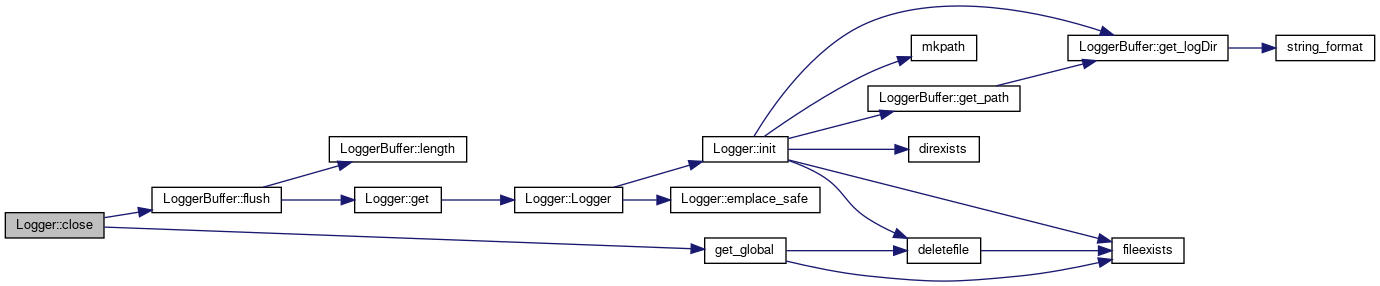 Logger::close
LoggerBuffer::flush
LoggerBuffer::length
Logger::get
Logger::Logger
Logger::init
Logger::emplace_safe
get_global
mkpath
LoggerBuffer::get_path
direxists
deletefile
LoggerBuffer::get_logDir
fileexists
string_format